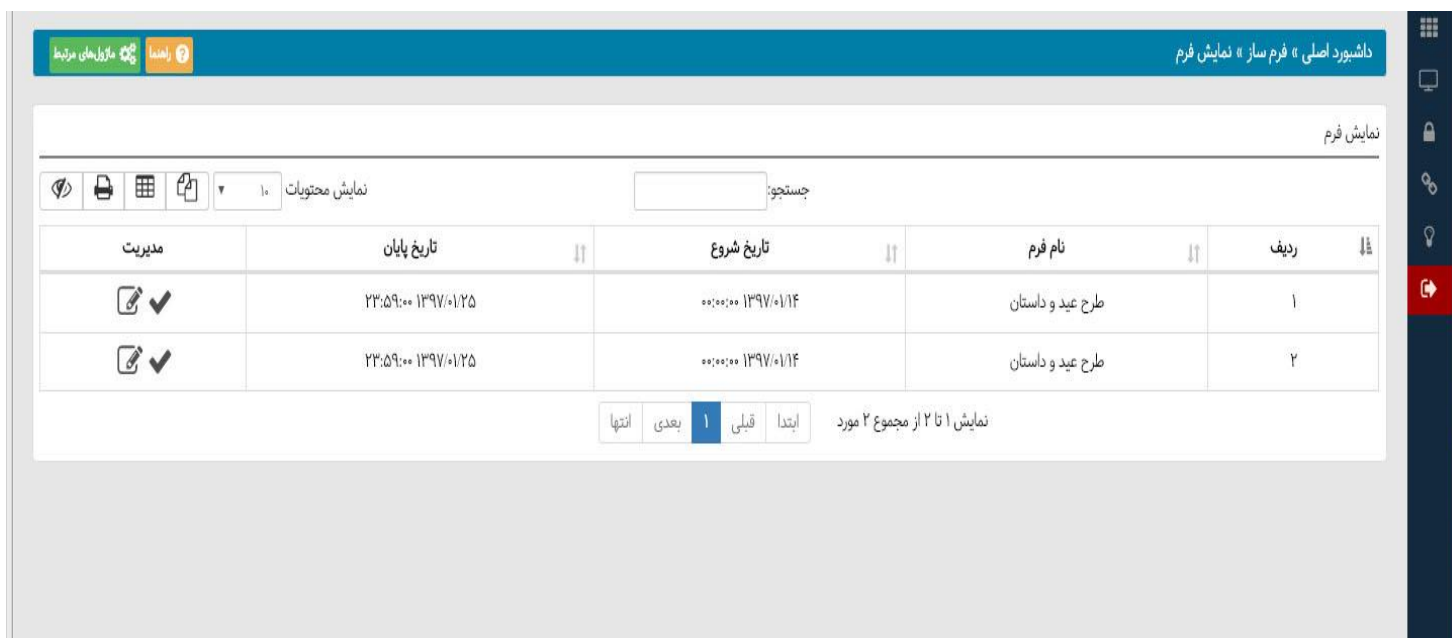 داشبورد اصلی » فرم ساز » نمایش فرم
راهنما
ماژول‌های مرتبط
نمایش فرم
جستجو:
نمایش محتویات ۱۰
ردیف نام فرم تاریخ شروع تاریخ پایان مدیریت
۱ طرح عید و داستان ۱۳۹۷/۰۱/۱۴ ۰۰:۰۰:۰۰ ۱۳۹۷/۰۱/۲۵ ۲۳:۵۹:۰۰
۲ طرح عید و داستان ۱۳۹۷/۰۱/۱۴ ۰۰:۰۰:۰۰ ۱۳۹۷/۰۱/۲۵ ۲۳:۵۹:۰۰
نمایش ۱ تا ۲ از مجموع ۲ مورد ابتدا قبلی ۱ بعدی انتها